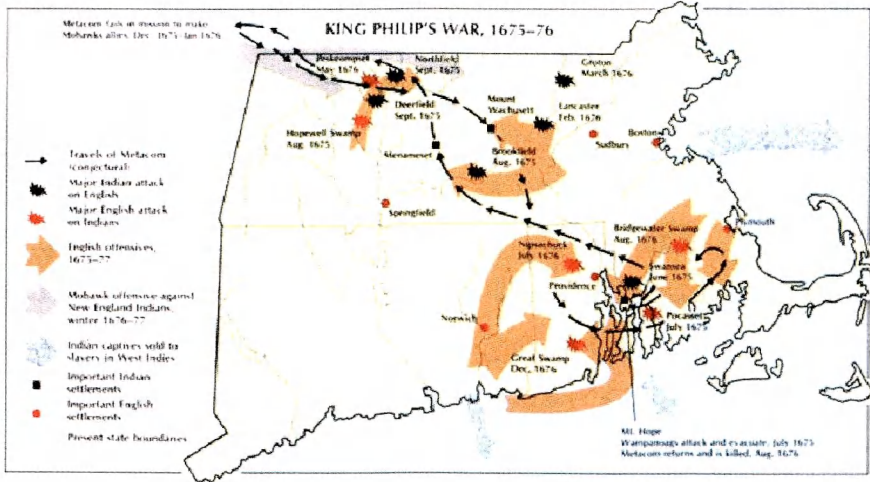 Metacom fails in mission to make
Mohawks allies, Dec. 1675–Jan 1676
KING PHILIP'S WAR, 1675–76
Peskeompset
May 1676
Northfield
Sept. 1675
Groton
March 1676
Deerfield
Sept. 1675
Mount
Wachusett
Lancaster
Feb. 1676
Hopewell Swamp
Aug. 1675
Menameset
Brookfield
Aug. 1675
Boston
Sudbury
Springfield
Travels of Metacom
(conjectural)
Major Indian attack
on English
Major English attack
on Indians
English offensives,
1675–77
Mohawk offensive against
New England Indians,
winter 1676–77
Indian captives sold to
slavers in West Indies
Important Indian
settlements
Important English
settlements
Present state boundaries
Bridgewater Swamp
Aug. 1676
Plymouth
Nipsachuck
July 1676
Swansea
June 1675
Providence
Norwich
Pocasset
July 1675
Great Swamp
Dec. 1676
Mt. Hope
Wampanoags attack and evacuate, July 1675
Metacom returns and is killed, Aug. 1676